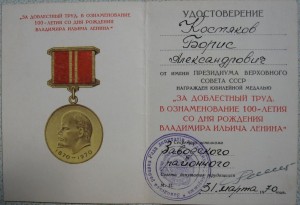 „ЗА ДОБЛЕСТНЫЙ ТРУД.
В ОЗНАМЕНОВАНИЕ
100-ЛЕТИЯ СО ДНЯ РОЖДЕНИЯ
ВЛАДИМИРА ИЛЬИЧА ЛЕНИНА"
1870-1970
УДОСТОВЕРЕНИЕ
Костяков
Борис
Александрович
ОТ ИМЕНИ ПРЕЗИДИУМА ВЕРХОВНОГО
СОВЕТА СССР
НАГРАЖДЕН ЮБИЛЕЙНОЙ МЕДАЛЬЮ
„ЗА ДОБЛЕСТНЫЙ ТРУД.
В ОЗНАМЕНОВАНИЕ 100-ЛЕТИЯ
СО ДНЯ РОЖДЕНИЯ
ВЛАДИМИРА ИЛЬИЧА ЛЕНИНА"
Заводского
районного
31 марта 70